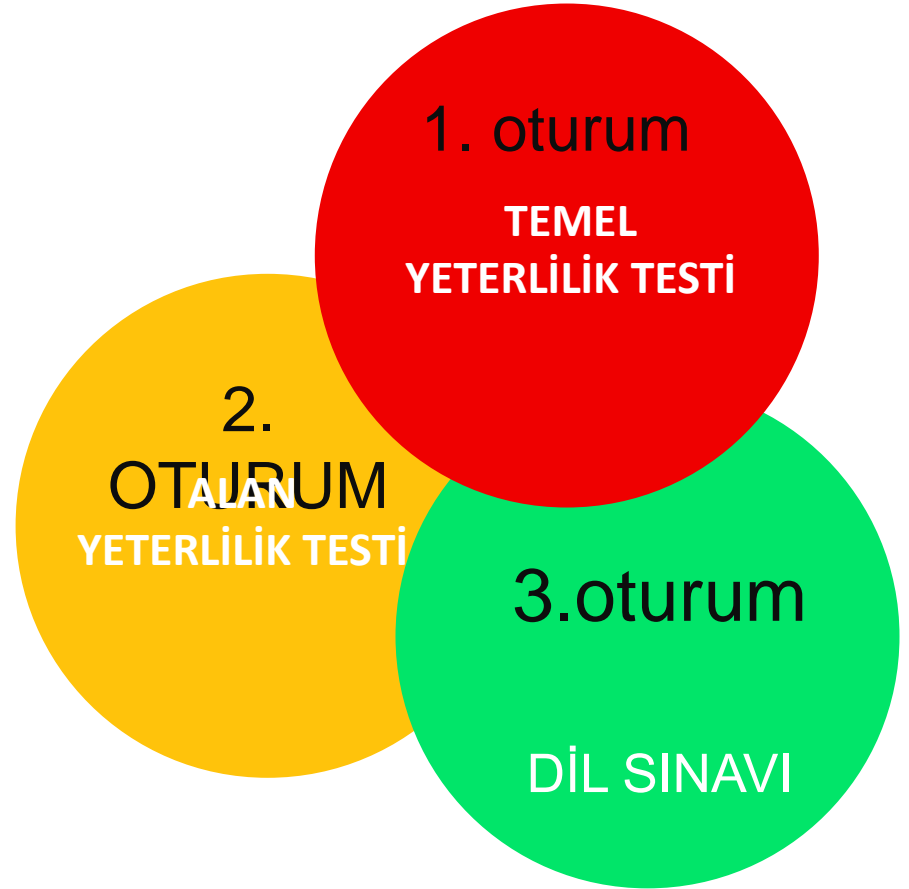 1. oturum
TEMEL
YETERLİLİK TESTİ
2.
OTURUM
ALAN
YETERLİLİK TESTİ
3.oturum
DİL SINAVI